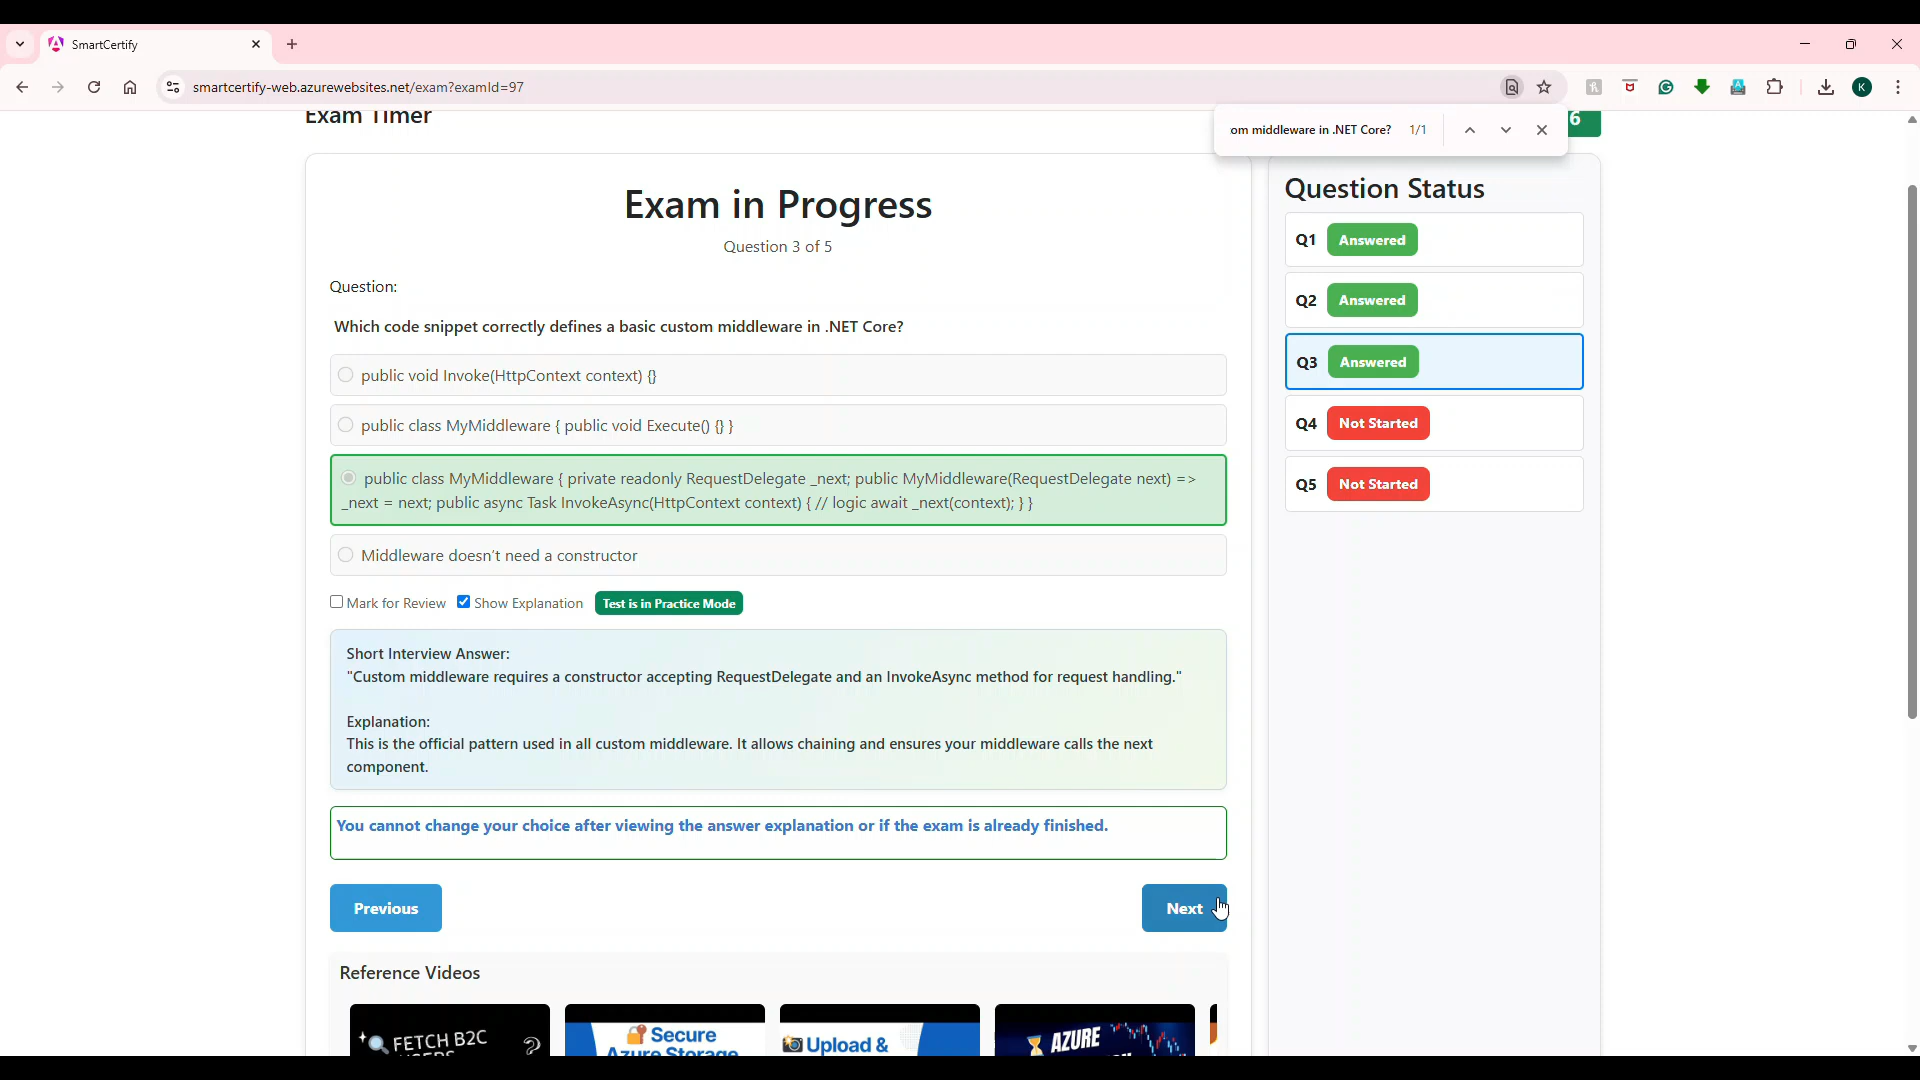 SmartCertify
smartcertify-web.azurewebsites.net/exam?examId=97
K
om middleware in .NET Core? 1/1
Exam Timer
6
Exam in Progress
Question 3 of 5
Question:
Which code snippet correctly defines a basic custom middleware in .NET Core?
public void Invoke(HttpContext context) {}
public class MyMiddleware { public void Execute() {} }
public class MyMiddleware { private readonly RequestDelegate _next; public MyMiddleware(RequestDelegate next) =>
_next = next; public async Task InvokeAsync(HttpContext context) { // logic await _next(context); } }
Middleware doesn't need a constructor
Mark for Review Show Explanation Test is in Practice Mode
Short Interview Answer:
"Custom middleware requires a constructor accepting RequestDelegate and an InvokeAsync method for request handling."
Explanation:
This is the official pattern used in all custom middleware. It allows chaining and ensures your middleware calls the next
component.
You cannot change your choice after viewing the answer explanation or if the exam is already finished.
Previous
Next
Reference Videos
FETCH B2C
USERS
?
Secure
Azure Storage
Upload &
AZURE
Question Status
Q1 Answered
Q2 Answered
Q3 Answered
Q4 Not Started
Q5 Not Started